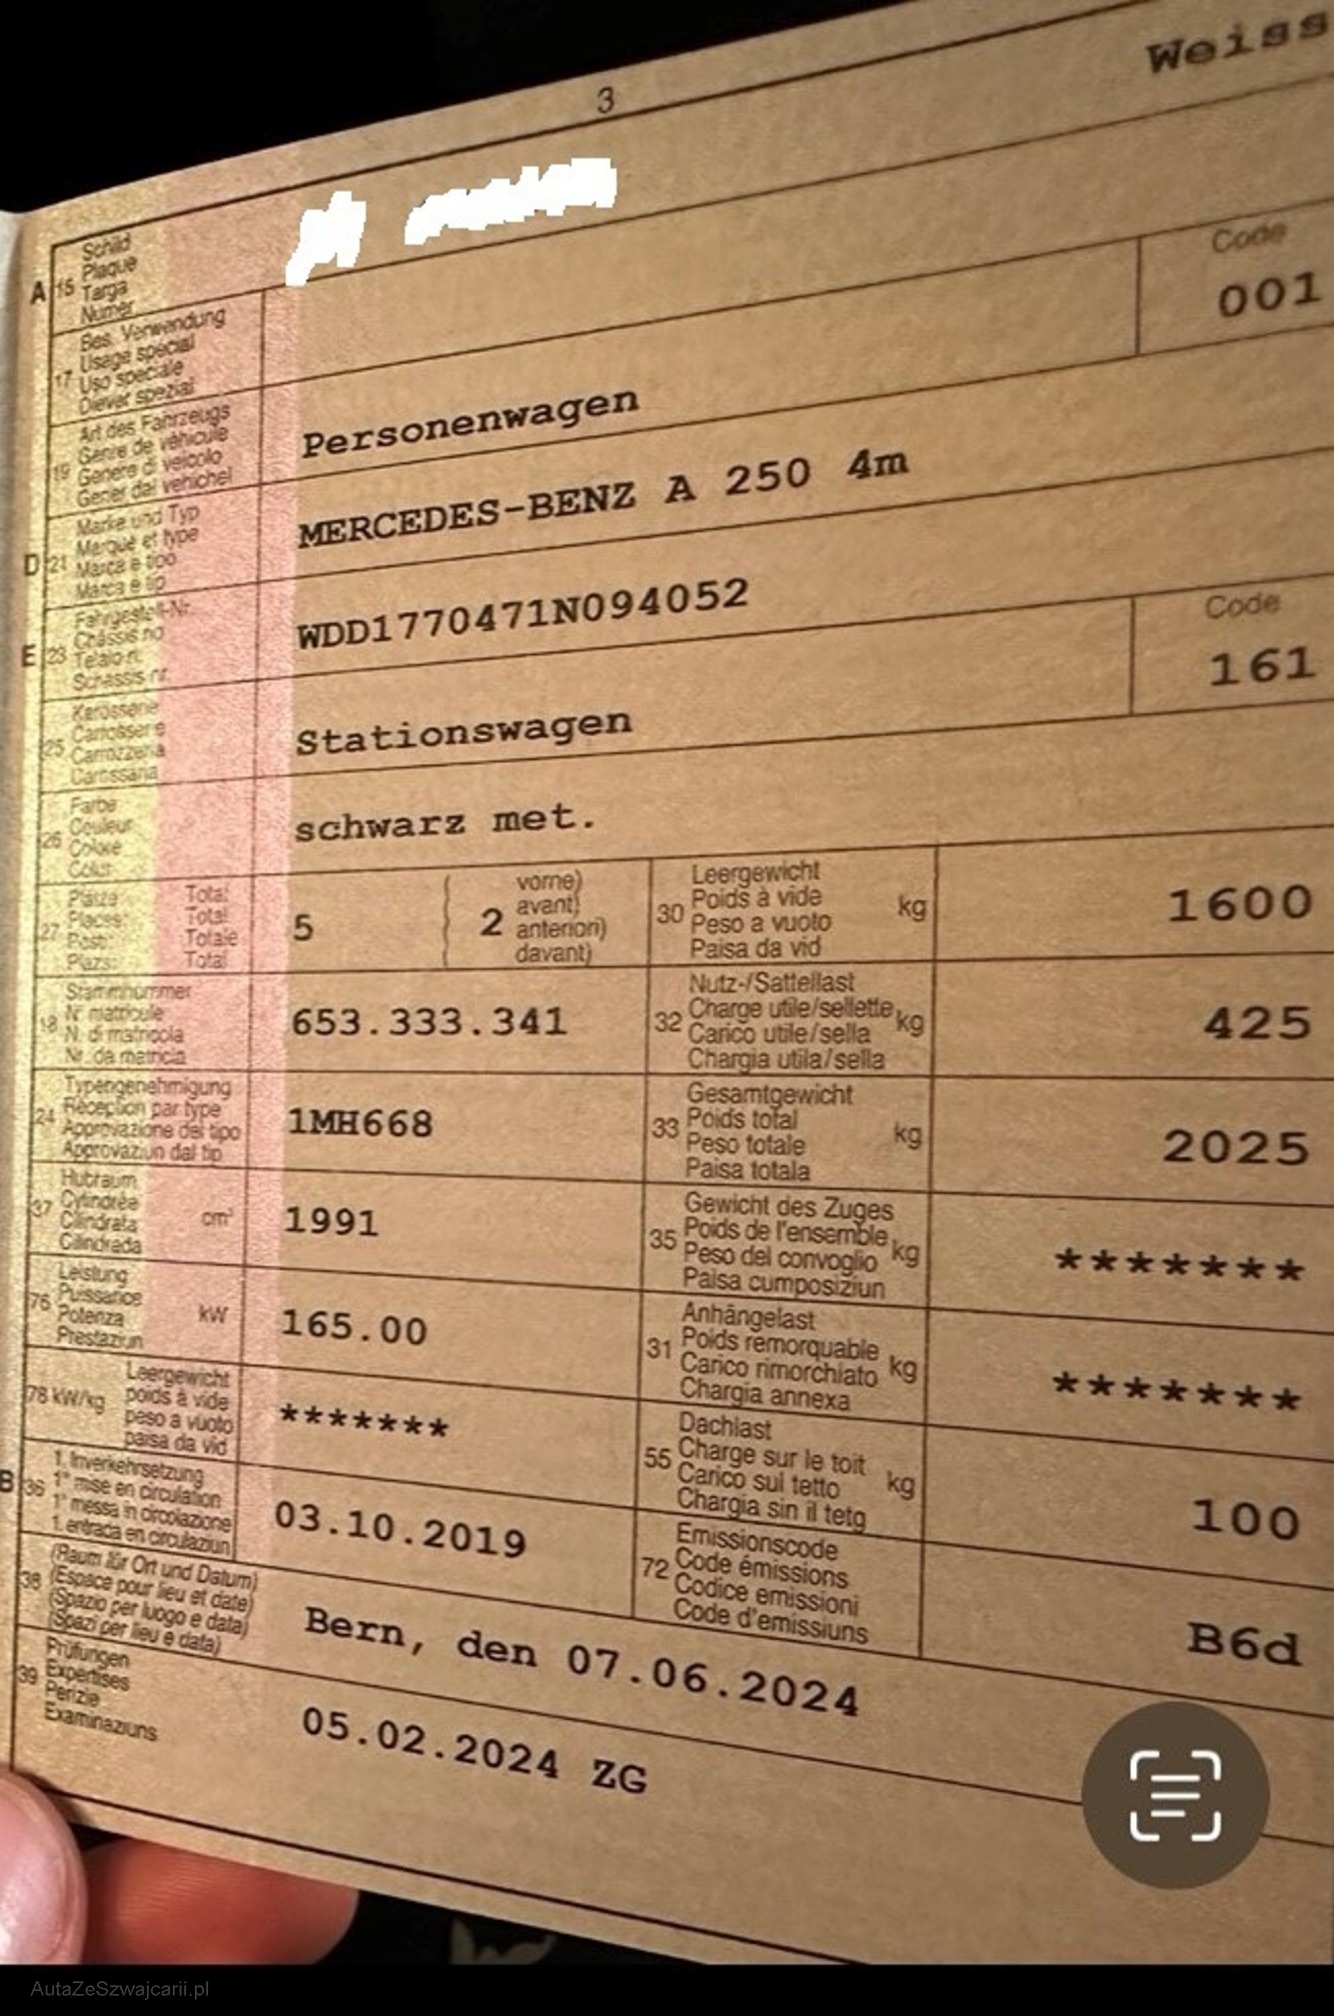 3
Weiss
A 15 Schild
Plaque
Targa
Numer
17 Bes. Verwendung
Usage spécial
Uso speciale
Diever spezial
Code
001
19 Art des Fahrzeugs
Genre de véhicule
Genere di veicolo
Gener dal vehichel
Personenwagen
D 21 Marke und Typ
Marque et type
Marca e tipo
Marca e tip
MERCEDES-BENZ A 250 4m
E 23 Fahrgestell-Nr.
Châssis no
Telaio n.
Schassis nr.
WDD1770471N094052
25 Karosserie
Carrosserie
Carrozzeria
Carossaria
Stationswagen
Code
161
26 Farbe
Couleur
Colore
Colur
schwarz met.
27 Plätze Total
Places Total
Posti Totale
Plazs Total
5
2
vorne)
avant)
anteriori)
davant)
30 Leergewicht
Poids à vide
Peso a vuoto
Paisa da vid
kg
1600
18 Stammnummer
N° matricule
N. di matricola
Nr. da matricla
653.333.341
32 Nutz-/Sattellast
Charge utile/sellette
Carico utile/sella
Chargia utila/sella
kg
425
24 Typengenehmigung
Réception par type
Approvazione del tipo
Approvaziun dal tip
1MH668
33 Gesamtgewicht
Poids total
Peso totale
Paisa totala
kg
2025
37 Hubraum
Cylindrée
Cilindrata
Cilindrada
cm³
1991
35 Gewicht des Zuges
Poids de l'ensemble
Peso del convoglio
Paisa cumposiziun
kg
*******
76 Leistung
Puissance
Potenza
Prestaziun
kW
165.00
31 Anhängelast
Poids remorquable
Carico rimorchiato
Chargia annexa
kg
*******
78 kW/kg
Leergewicht
poids à vide
peso a vuoto
paisa da vid
*******
55 Dachlast
Charge sur le toit
Carico sul tetto
Chargia sin il tetg
kg
100
B 36 1. Inverkehrsetzung
1re mise en circulation
1a messa in circolazione
1. entrada en circulaziun
03.10.2019
72 Emissionscode
Code émissions
Codice emissioni
Code d'emissiuns
B6d
38 (Raum für Ort und Datum)
(Espace pour lieu et date)
(Spazio per luogo e data)
(Spazi per lieu e data)
Bern, den 07.06.2024
39 Prüfungen
Expertises
Perizie
Examinaziuns
05.02.2024 ZG
AutaZeSzwajcarii.pl